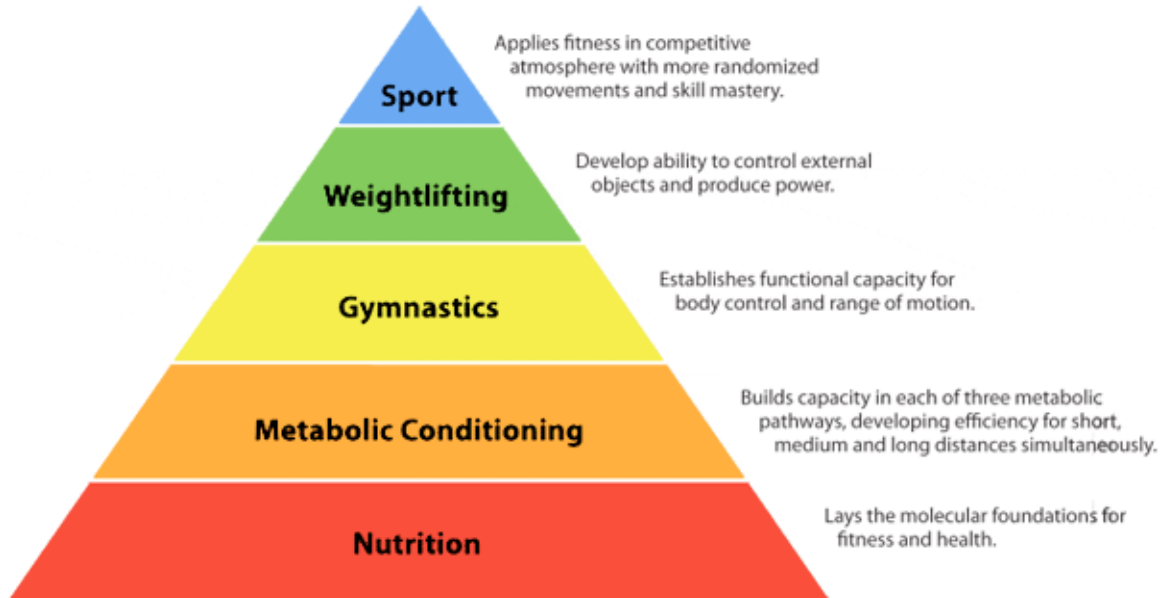 Sport
Applies fitness in competitive
atmosphere with more randomized
movements and skill mastery.
Weightlifting
Develop ability to control external
objects and produce power.
Gymnastics
Establishes functional capacity for
body control and range of motion.
Metabolic Conditioning
Builds capacity in each of three metabolic
pathways, developing efficiency for short,
medium and long distances simultaneously.
Nutrition
Lays the molecular foundations for
fitness and health.